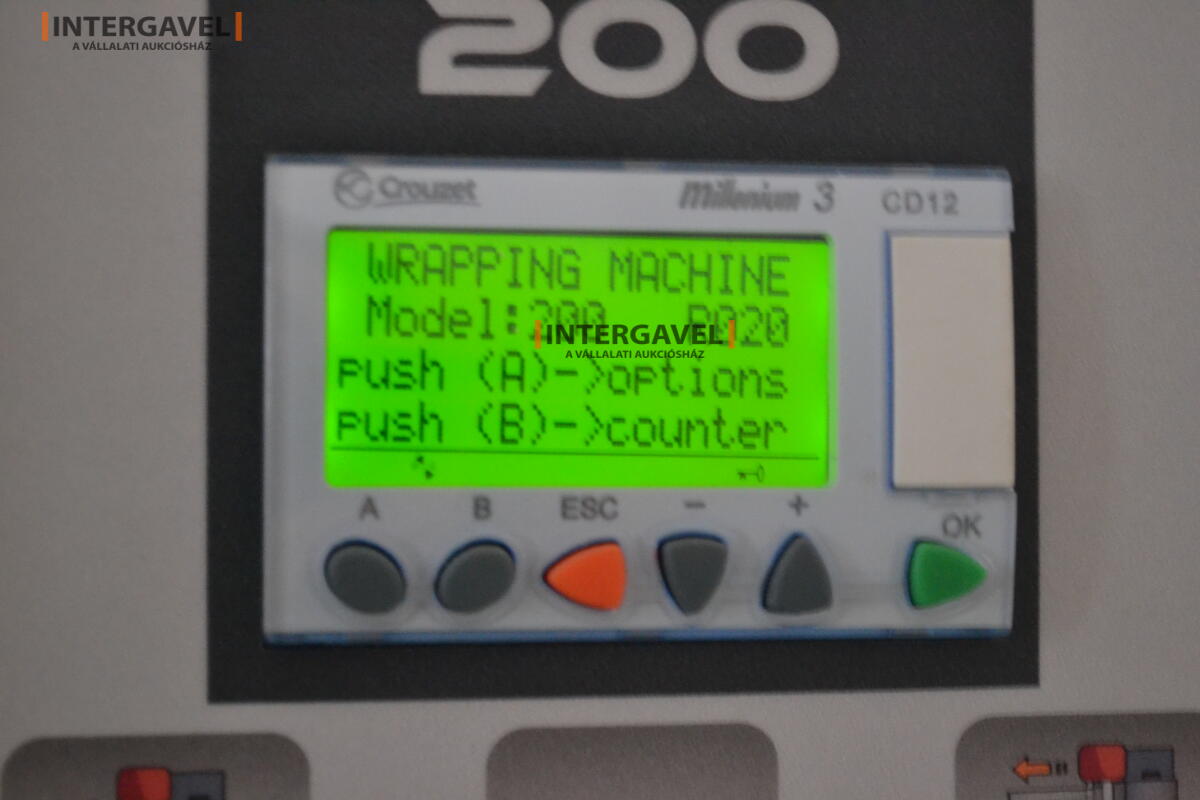 |INTERGAVEL|
A VÁLLALATI AUKCIÓSHÁZ
200
Crouzet Millenium 3 CD12
WRAPPING MACHINE
Model:200
|INTERGAVEL|
A VÁLLALATI AUKCIÓSHÁZ
push (A)->options
push (B)->counter
A B ESC - +
OK